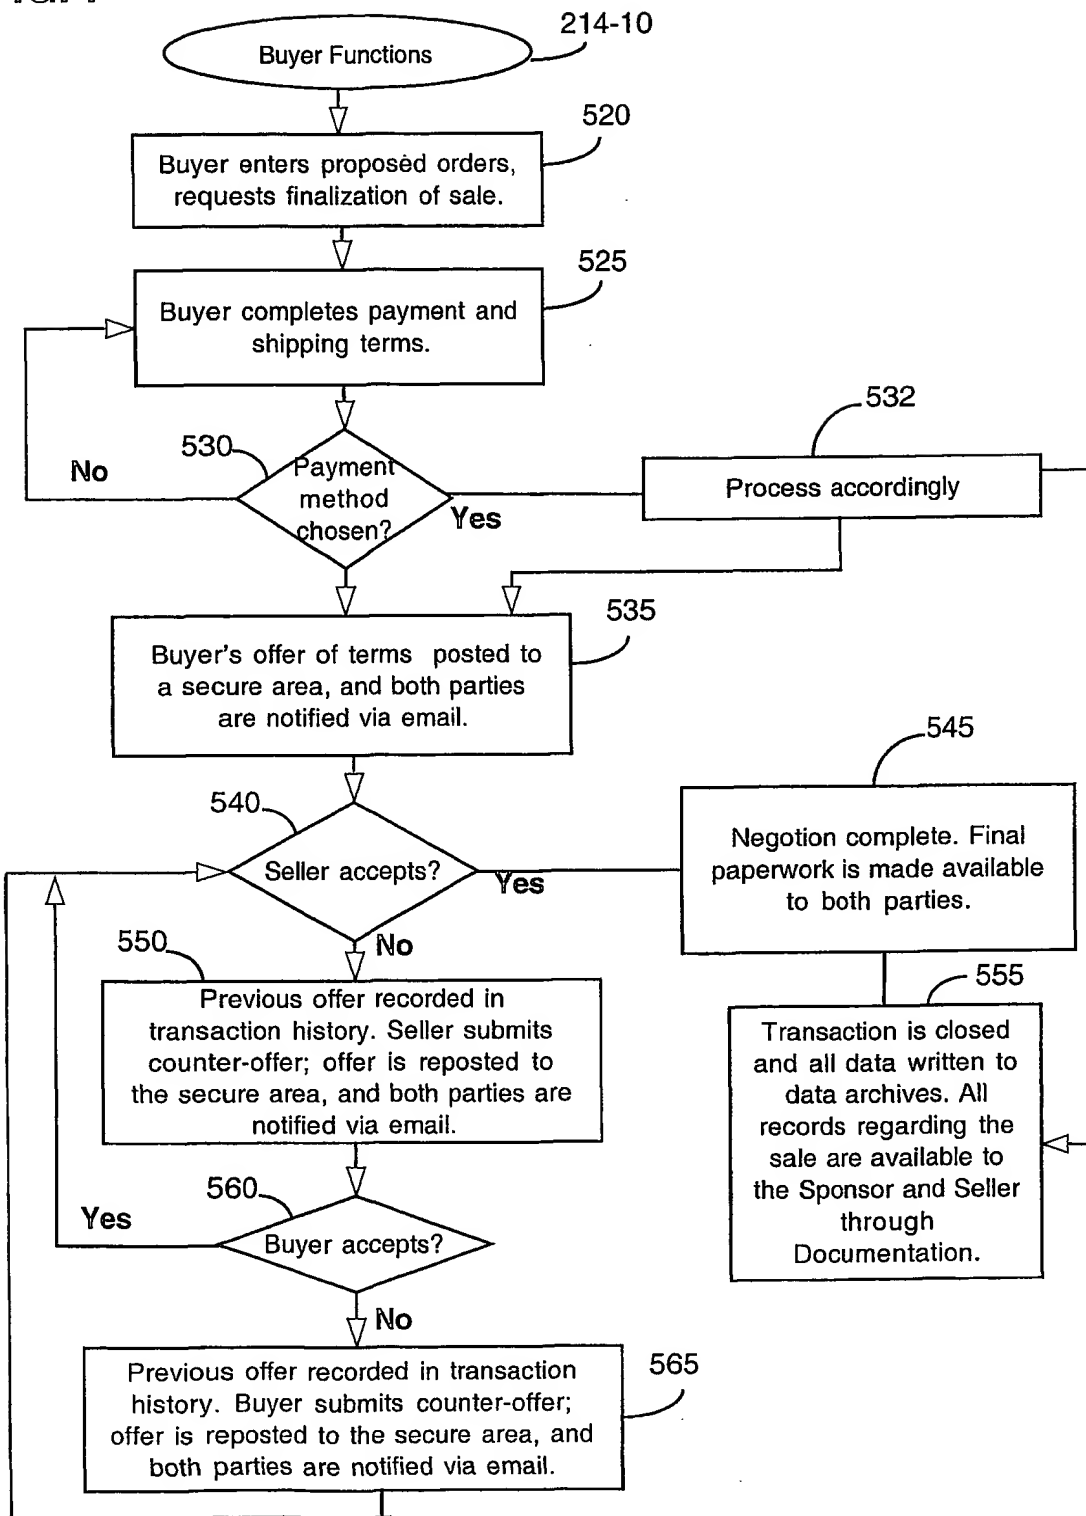 Buyer Functions
214-10
520
Buyer enters proposed orders,
requests finalization of sale.
525
Buyer completes payment and
shipping terms.
532
530
No
Payment
method
chosen?
Yes
Process accordingly
535
Buyer's offer of terms posted to
a secure area, and both parties
are notified via email.
545
540
Seller accepts?
Yes
Negotion complete. Final
paperwork is made available
to both parties.
No
550
555
Previous offer recorded in
transaction history. Seller submits
counter-offer; offer is reposted to
the secure area, and both parties are
notified via email.
Transaction is closed
and all data written to
data archives. All
records regarding the
sale are available to
the Sponsor and Seller
through
Documentation.
560
Yes
Buyer accepts?
No
565
Previous offer recorded in transaction
history. Buyer submits counter-offer;
offer is reposted to the secure area, and
both parties are notified via email.